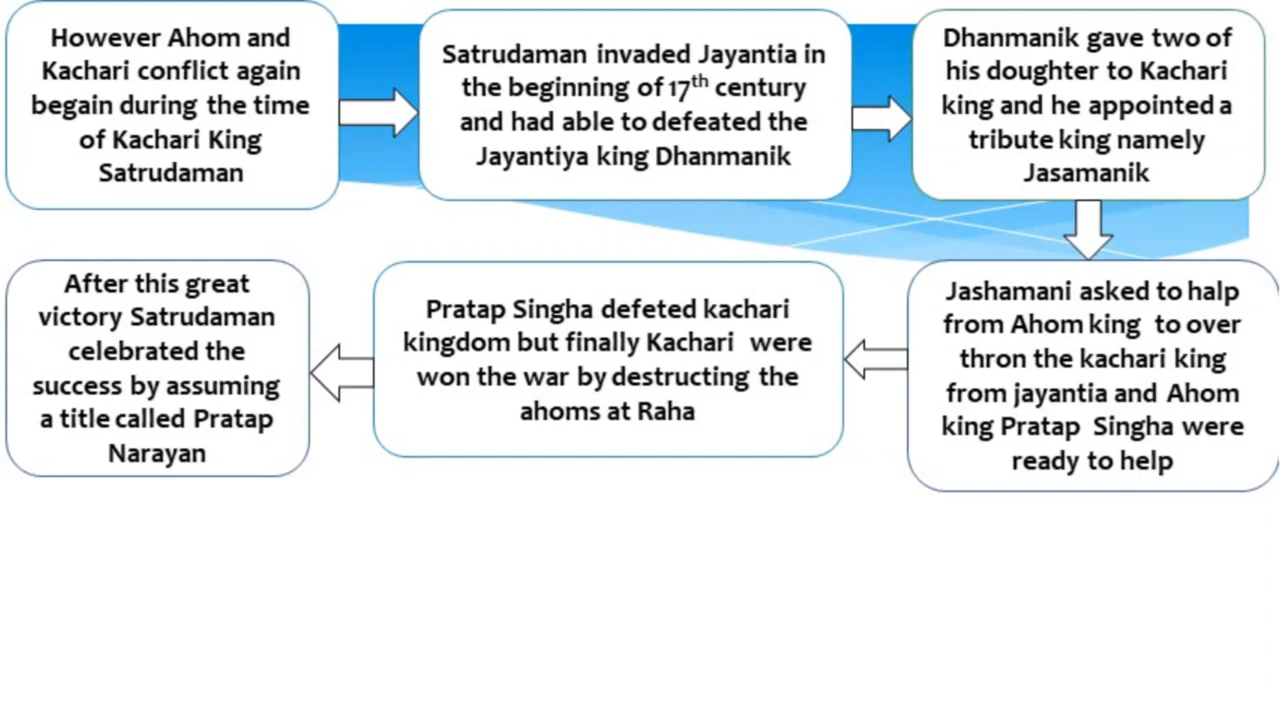 However Ahom and
Kachari conflict again
begain during the time
of Kachari King
Satrudaman
Satrudaman invaded Jayantia in
the beginning of 17th century
and had able to defeated the
Jayantiya king Dhanmanik
Dhanmanik gave two of
his doughter to Kachari
king and he appointed a
tribute king namely
Jasamanik
Jashamani asked to halp
from Ahom king to over
thron the kachari king
from jayantia and Ahom
king Pratap Singha were
ready to help
Pratap Singha defeted kachari
kingdom but finally Kachari were
won the war by destructing the
ahoms at Raha
After this great
victory Satrudaman
celebrated the
success by assuming
a title called Pratap
Narayan